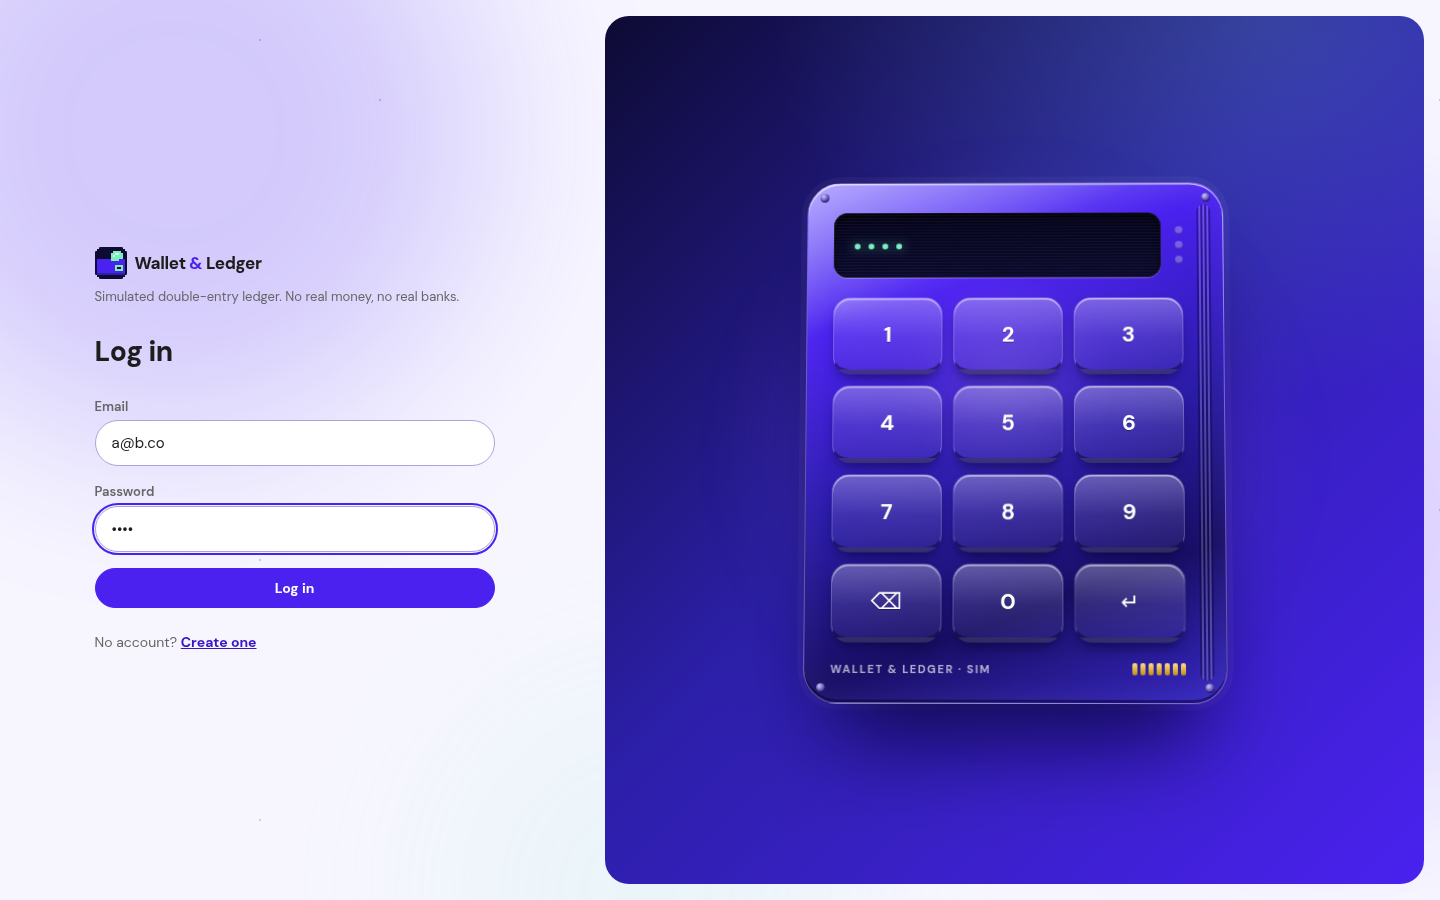 Wallet & Ledger
Simulated double-entry ledger. No real money, no real banks.
Log in
Email
a@b.co
Password
••••
Log in
No account? Create one
••••
1 2 3
4 5 6
7 8 9
⌫ 0 ↵
WALLET & LEDGER · SIM